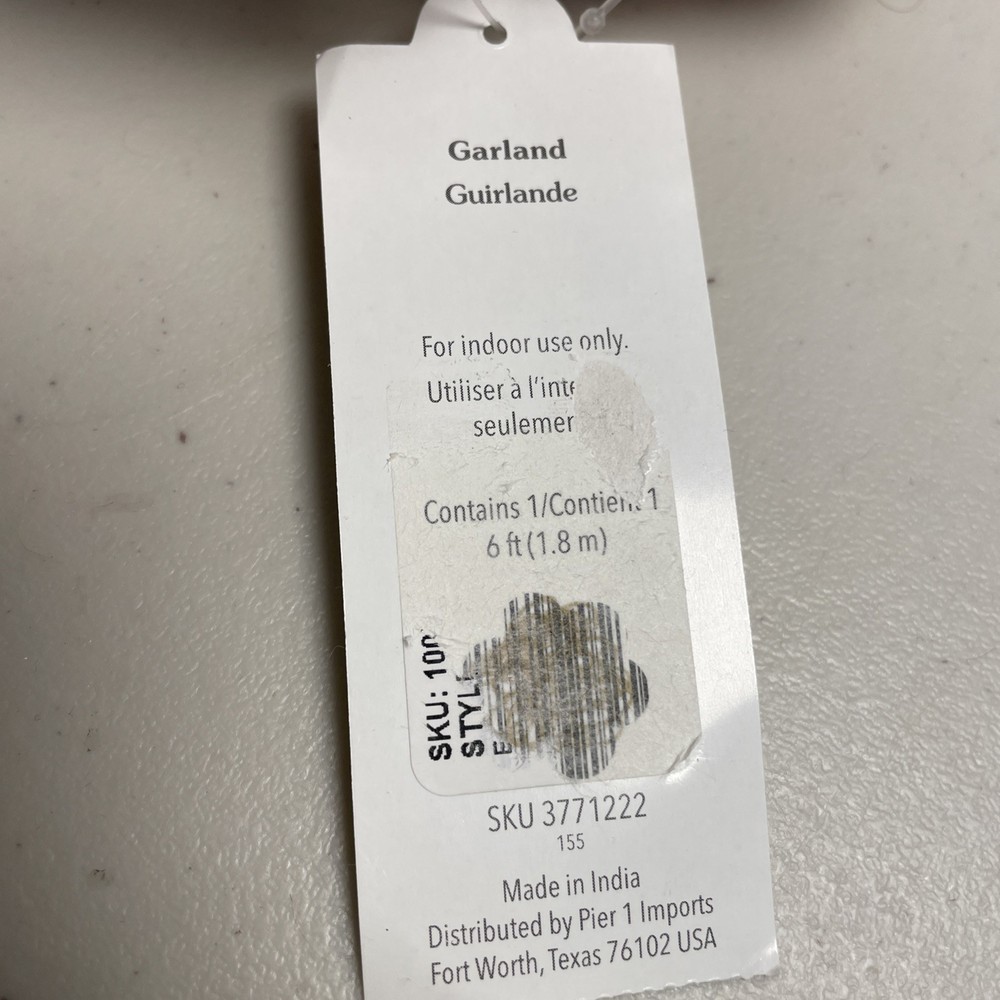 Garland
Guirlande
For indoor use only.
Utiliser à l'inte
seulemer
Contains 1/Contient 1
6 ft (1.8 m)
SKU: 100
STYL
E
SKU 3771222
155
Made in India
Distributed by Pier 1 Imports
Fort Worth, Texas 76102 USA